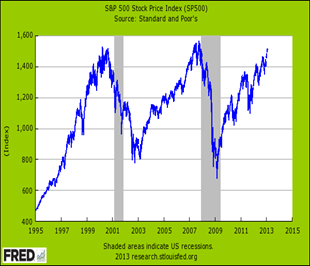 S&P 500 Stock Price Index (SP500)
Source: Standard and Poor's
1,600
1,400
1,200
1,000
800
600
400
(Index)
1995 1997 1999 2001 2003 2005 2007 2009 2011 2013 2015
FRED
Shaded areas indicate US recessions.
2013 research.stlouisfed.org